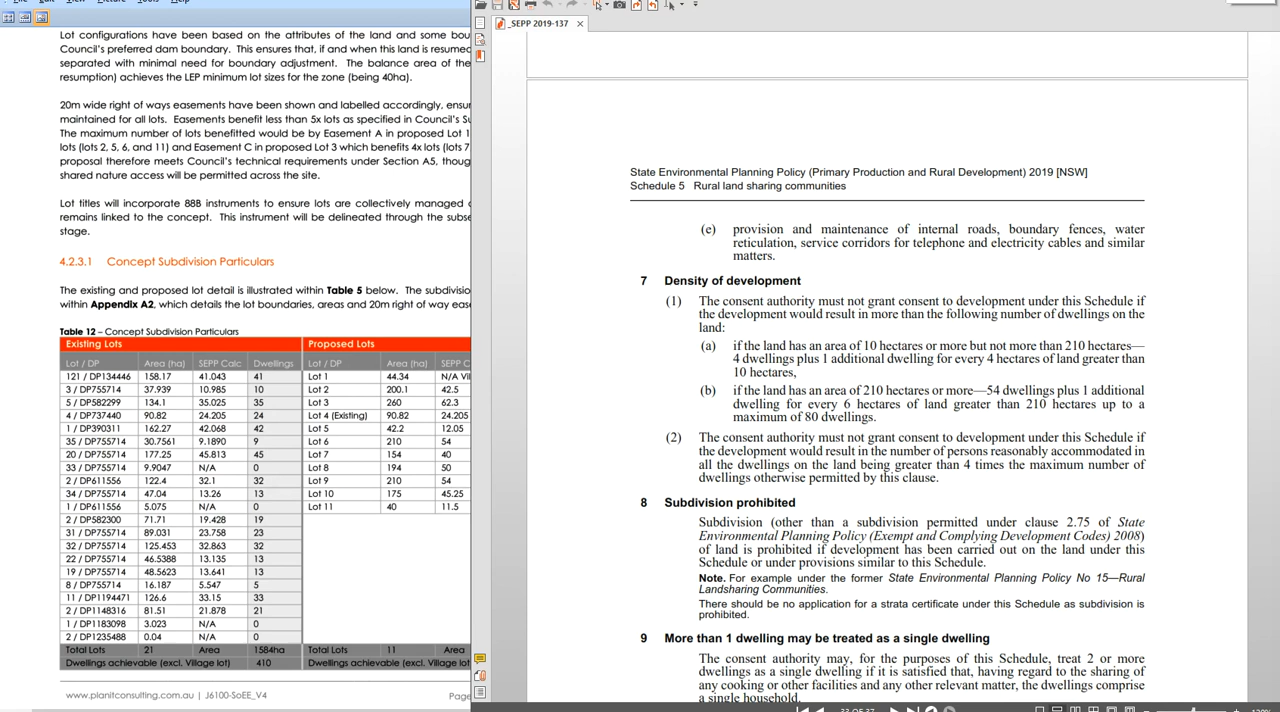 Lot configurations have been based on the attributes of the land and some bou
Council's preferred dam boundary. This ensures that, if and when this land is resumed
separated with minimal need for boundary adjustment. The balance area of the
resumption) achieves the LEP minimum lot sizes for the zone (being 40ha).
20m wide right of ways easements have been shown and labelled accordingly, ensu
maintained for all lots. Easements benefit less than 5x lots as specified in Council's Su
The maximum number of lots benefitted would be by Easement A in proposed Lot 1
lots (lots 2, 5, 6, and 11) and Easement C in proposed Lot 3 which benefits 4x lots (lots 7
proposal therefore meets Council's technical requirements under Section A5, thoug
shared nature access will be permitted across the site.
Lot titles will incorporate 88B instruments to ensure lots are collectively managed
remains linked to the concept. This instrument will be delineated through the subse
stage.
4.2.3.1 Concept Subdivision Particulars
The existing and proposed lot detail is illustrated within Table 5 below. The subdivisio
within Appendix A2, which details the lot boundaries, areas and 20m right of way ease
Table 12 – Concept Subdivision Particulars
Existing Lots Proposed Lots
Lot / DP Area (ha) SEPP Calc Dwellings Lot / DP Area (ha) SEPP C
121 / DP134446 158.17 41.043 41 Lot 1 44.34 N/A Vil
3 / DP755714 37.939 10.985 10 Lot 2 200.1 42.5
5 / DP582299 134.1 35.025 35 Lot 3 260 62.3
4 / DP737440 90.82 24.205 24 Lot 4 (Existing) 90.82 24.205
1 / DP390311 162.27 42.068 42 Lot 5 42.2 12.05
35 / DP755714 30.7561 9.1890 9 Lot 6 210 54
20 / DP755714 177.25 45.813 45 Lot 7 154 40
33 / DP755714 9.9047 N/A 0 Lot 8 194 50
2 / DP611556 122.4 32.1 32 Lot 9 210 54
34 / DP755714 47.04 13.26 13 Lot 10 175 45.25
1 / DP611556 5.075 N/A 0 Lot 11 40 11.5
2 / DP582300 71.71 19.428 19
31 / DP755714 89.031 23.758 23
32 / DP755714 125.453 32.863 32
22 / DP755714 46.5388 13.135 13
19 / DP755714 48.5623 13.641 13
8 / DP755714 16.187 5.547 5
11 / DP1194471 126.6 33.15 33
2 / DP1148316 81.51 21.878 21
1 / DP1183098 3.023 N/A 0
2 / DP1235488 0.04 N/A 0
Total Lots 21 Area 1584ha Total Lots 11 Area
Dwellings achievable (excl. Village lot) 410 Dwellings achievable (excl. Village lot
www.planitconsulting.com.au | J6100-SoEE_V4 Page
_SEPP 2019-137
State Environmental Planning Policy (Primary Production and Rural Development) 2019 [NSW]
Schedule 5 Rural land sharing communities
(e) provision and maintenance of internal roads, boundary fences, water
reticulation, service corridors for telephone and electricity cables and similar
matters.
7 Density of development
(1) The consent authority must not grant consent to development under this Schedule if
the development would result in more than the following number of dwellings on the
land:
(a) if the land has an area of 10 hectares or more but not more than 210 hectares—
4 dwellings plus 1 additional dwelling for every 4 hectares of land greater than
10 hectares,
(b) if the land has an area of 210 hectares or more—54 dwellings plus 1 additional
dwelling for every 6 hectares of land greater than 210 hectares up to a
maximum of 80 dwellings.
(2) The consent authority must not grant consent to development under this Schedule if
the development would result in the number of persons reasonably accommodated in
all the dwellings on the land being greater than 4 times the maximum number of
dwellings otherwise permitted by this clause.
8 Subdivision prohibited
Subdivision (other than a subdivision permitted under clause 2.75 of State
Environmental Planning Policy (Exempt and Complying Development Codes) 2008)
of land is prohibited if development has been carried out on the land under this
Schedule or under provisions similar to this Schedule.
Note. For example under the former State Environmental Planning Policy No 15—Rural
Landsharing Communities.
There should be no application for a strata certificate under this Schedule as subdivision is
prohibited.
9 More than 1 dwelling may be treated as a single dwelling
The consent authority may, for the purposes of this Schedule, treat 2 or more
dwellings as a single dwelling if it is satisfied that, having regard to the sharing of
any cooking or other facilities and any other relevant matter, the dwellings comprise
a single household.
33 OF 37